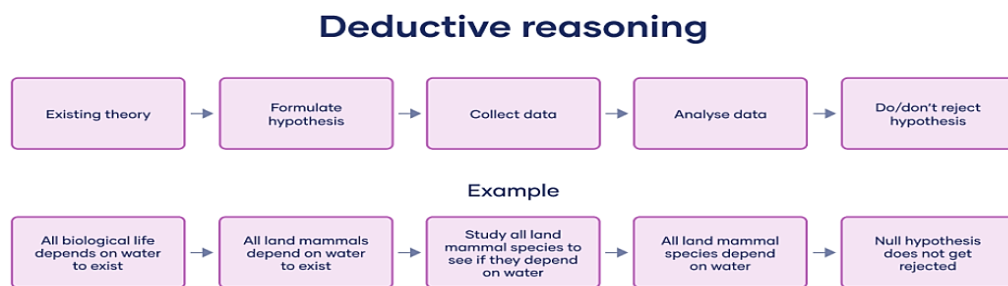 Deductive reasoning
Existing theory
Formulate
hypothesis
Collect data
Analyse data
Do/don't reject
hypothesis
Example
All biological life
depends on water
to exist
All land mammals
depend on water
to exist
Study all land
mammal species to
see if they depend
on water
All land mammal
species depend
on water
Null hypothesis
does not get
rejected